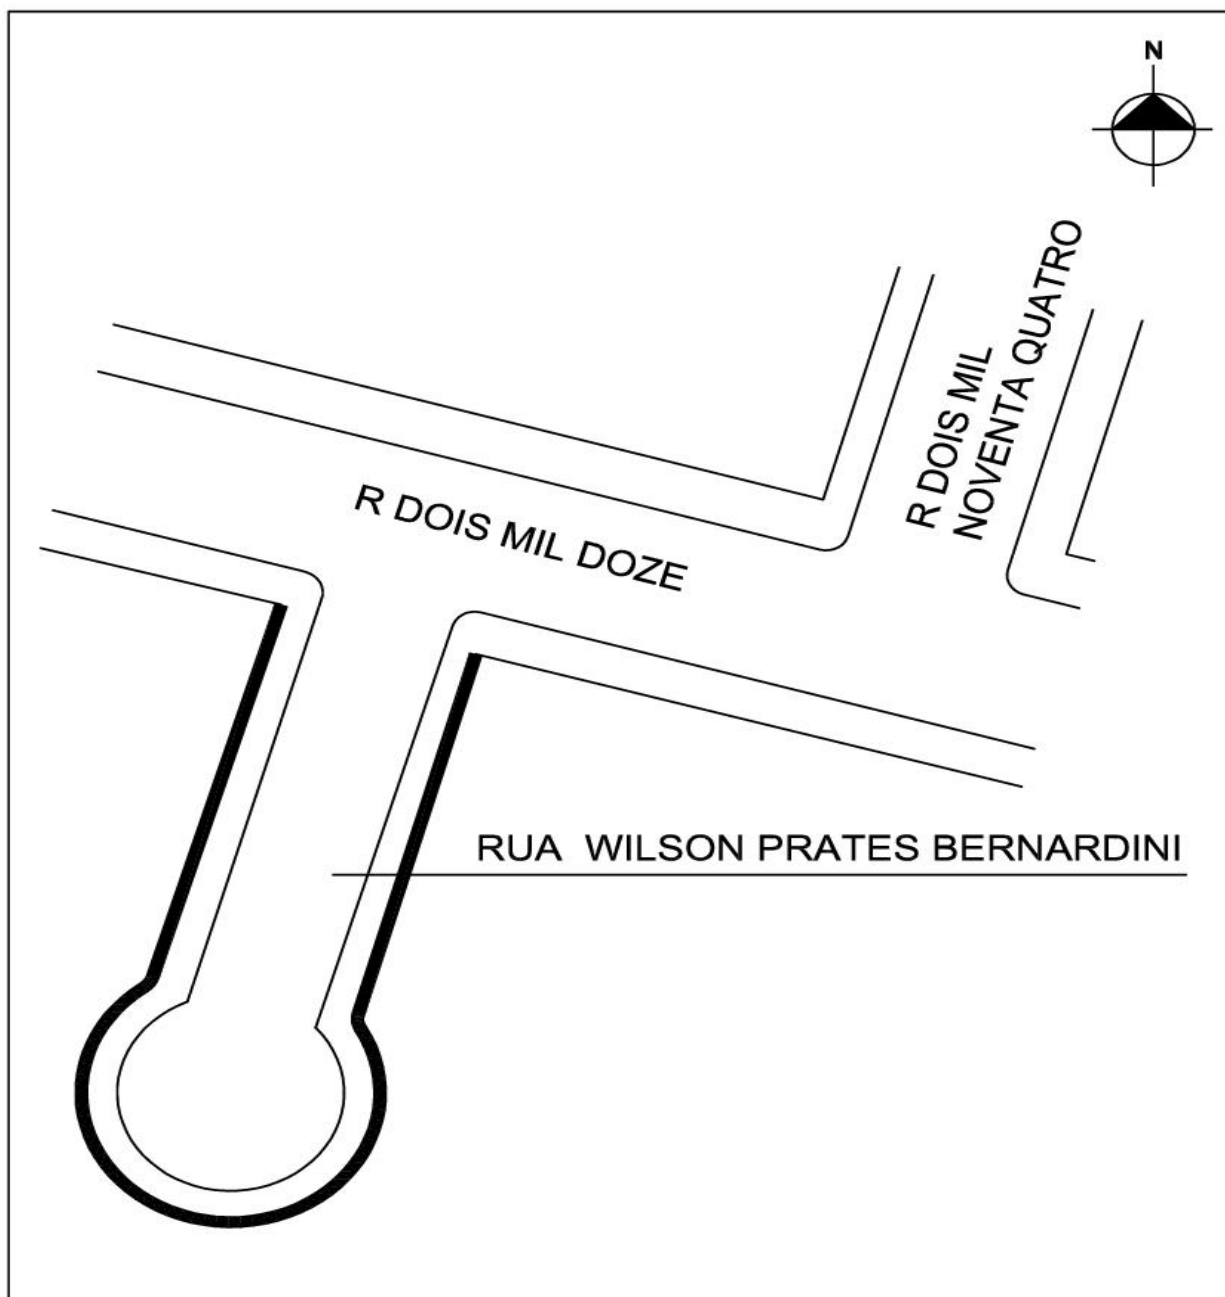 N
R DOIS MIL
NOVENTA QUATRO
R DOIS MIL DOZE
RUA WILSON PRATES BERNARDINI